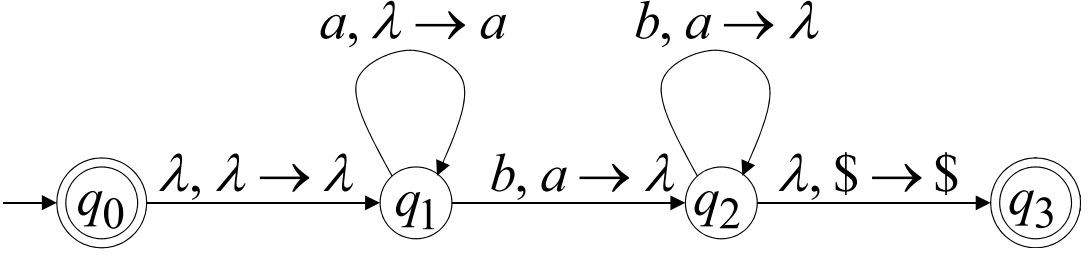 a, λ → a
b, a → λ
λ, λ → λ
b, a → λ
λ, $ → $
q0
q1
q2
q3